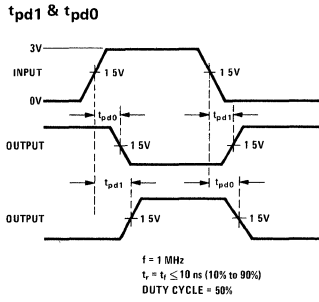 tpd1 & tpd0
3V
INPUT
1 5V
1 5V
0V
tpd0
tpd1
OUTPUT
1 5V
1 5V
tpd1
tpd0
OUTPUT
1 5V
1 5V
f = 1 MHz
tr = tf ≤ 10 ns (10% to 90%)
DUTY CYCLE = 50%